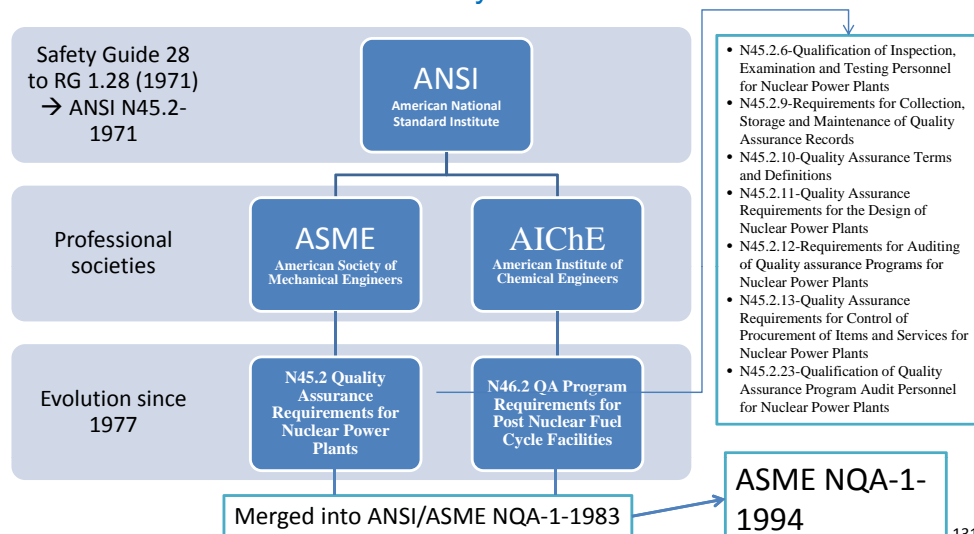 Safety Guide 28
to RG 1.28 (1971)
→ ANSI N45.2-
1971
ANSI
American National
Standard Institute
Professional
societies
ASME
American Society of
Mechanical Engineers
AIChE
American Institute of
Chemical Engineers
Evolution since
1977
N45.2 Quality
Assurance
Requirements for
Nuclear Power
Plants
N46.2 QA Program
Requirements for
Post Nuclear Fuel
Cycle Facilities
• N45.2.6-Qualification of Inspection,
Examination and Testing Personnel
for Nuclear Power Plants
• N45.2.9-Requirements for Collection,
Storage and Maintenance of Quality
Assurance Records
• N45.2.10-Quality Assurance Terms
and Definitions
• N45.2.11-Quality Assurance
Requirements for the Design of
Nuclear Power Plants
• N45.2.12-Requirements for Auditing
of Quality assurance Programs for
Nuclear Power Plants
• N45.2.13-Quality Assurance
Requirements for Control of
Procurement of Items and Services for
Nuclear Power Plants
• N45.2.23-Qualification of Quality
Assurance Program Audit Personnel
for Nuclear Power Plants
Merged into ANSI/ASME NQA-1-1983
ASME NQA-1-
1994
131